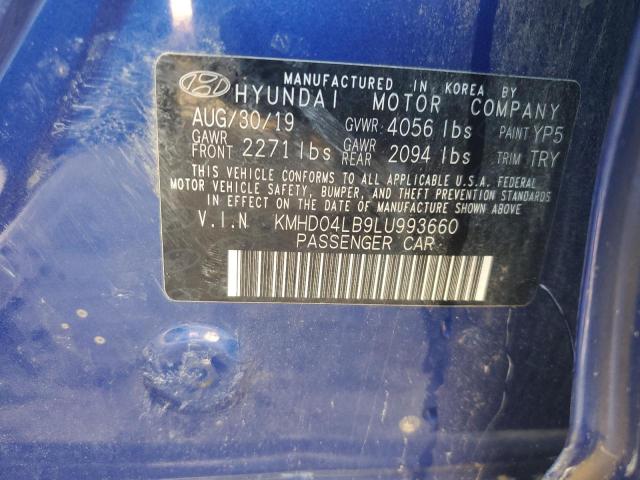 MANUFACTURED IN KOREA BY
HYUNDAI MOTOR COMPANY
AUG/30/19 GVWR: 4056 lbs PAINT YP5
GAWR FRONT 2271 lbs GAWR REAR 2094 lbs TRIM TRY
THIS VEHICLE CONFORMS TO ALL APPLICABLE U.S.A. FEDERAL
MOTOR VEHICLE SAFETY, BUMPER, AND THEFT PREVENTION STANDARDS
IN EFFECT ON THE DATE OF MANUFACTURE SHOWN ABOVE.
V.I.N KMHD04LB9LU993660
PASSENGER CAR